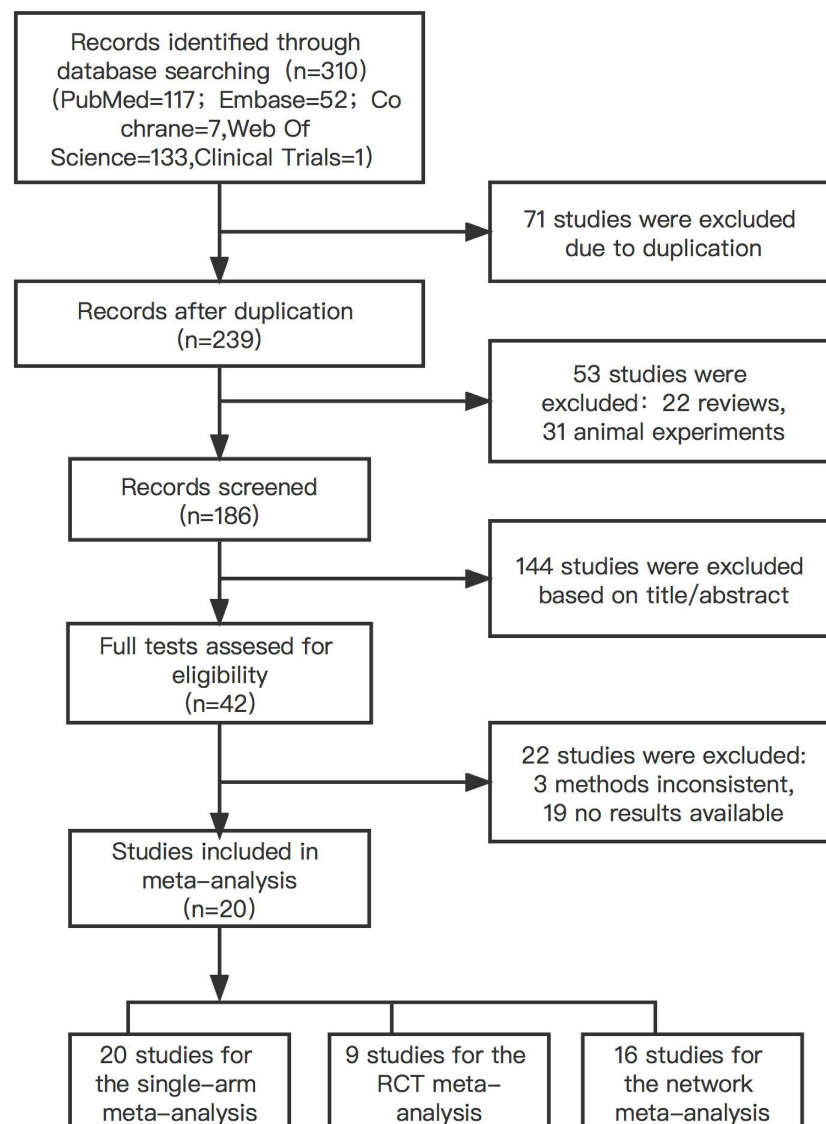 Records identified through
database searching（n=310）
（PubMed=117；Embase=52；Co
chrane=7,Web Of
Science=133,Clinical Trials=1）
71 studies were excluded
due to duplication
Records after duplication
（n=239）
53 studies were
excluded：22 reviews,
31 animal experiments
Records screened
（n=186）
144 studies were excluded
based on title/abstract
Full tests assesed for
eligibility
（n=42）
22 studies were excluded:
3 methods inconsistent,
19 no results available
Studies included in
meta-analysis
（n=20）
20 studies for
the single-arm
meta-analysis
9 studies for the
RCT meta-
analysis
16 studies for
the network
meta-analysis